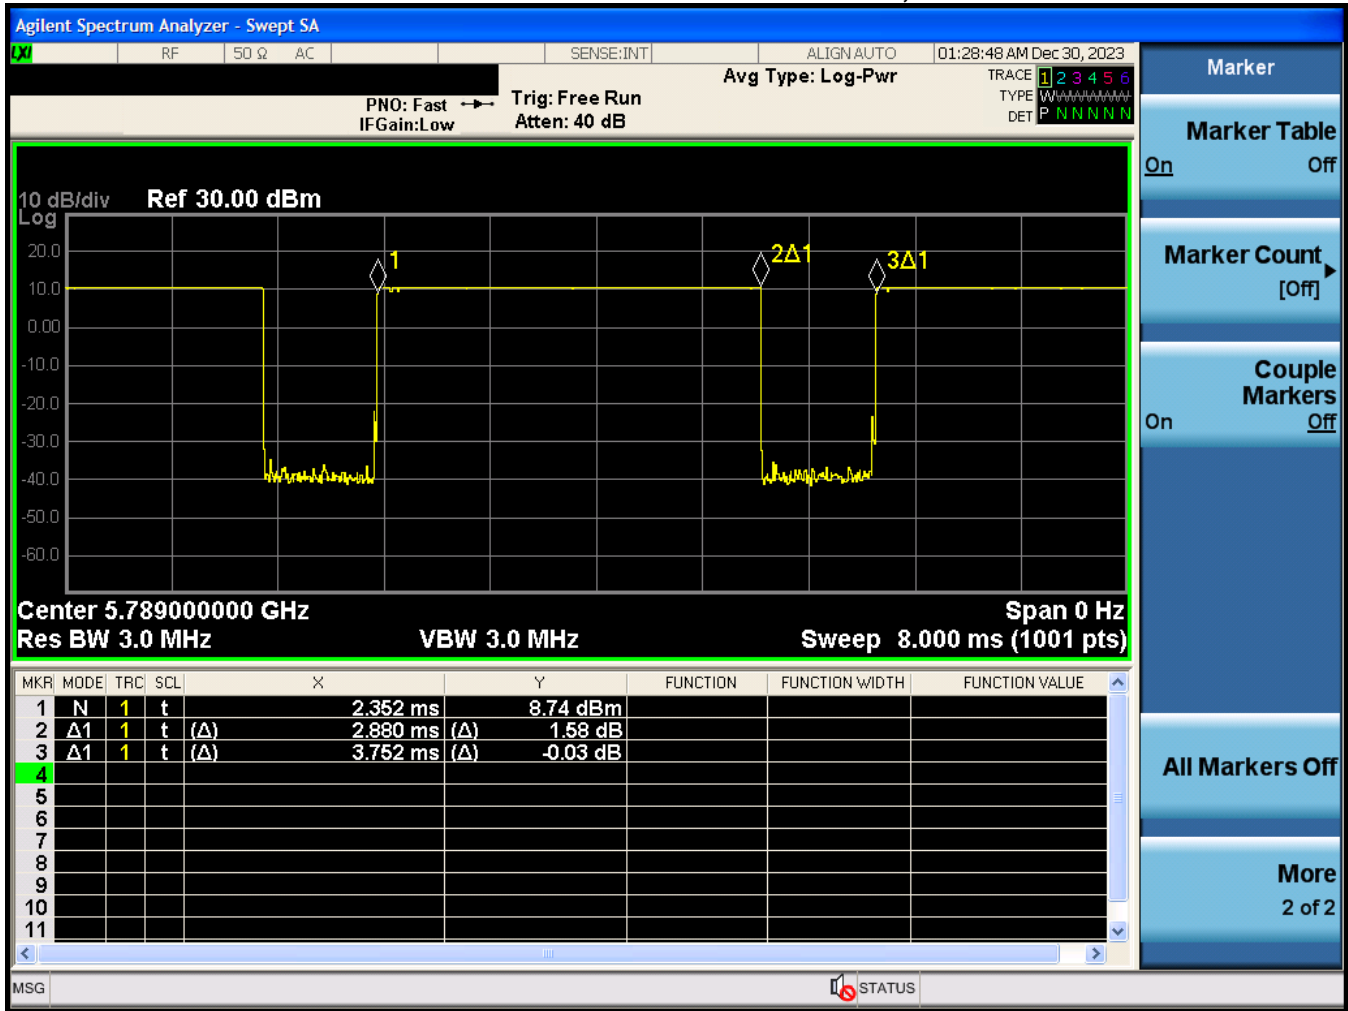 Agilent Spectrum Analyzer - Swept SA
LXI RF 50 Ω AC SENSE:INT ALIGN AUTO 01:28:48 AM Dec 30, 2023
Avg Type: Log-Pwr
TRACE 1 2 3 4 5 6
TYPE W
DET P N N N N N
PNO: Fast
IFGain:Low
Trig: Free Run
Atten: 40 dB
10 dB/div Ref 30.00 dBm
Log
20.0
10.0
0.00
-10.0
-20.0
-30.0
-40.0
-50.0
-60.0
1
2Δ1
3Δ1
Center 5.789000000 GHz Span 0 Hz
Res BW 3.0 MHz VBW 3.0 MHz Sweep 8.000 ms (1001 pts)
MKR MODE TRC SCL X Y FUNCTION FUNCTION WIDTH FUNCTION VALUE
1 N 1 t 2.352 ms 8.74 dBm
2 Δ1 1 t (Δ) 2.880 ms (Δ) 1.58 dB
3 Δ1 1 t (Δ) 3.752 ms (Δ) -0.03 dB
4
5
6
7
8
9
10
11
MSG STATUS
Marker
Marker Table
On Off
Marker Count
[Off]
Couple
Markers
On Off
All Markers Off
More
2 of 2